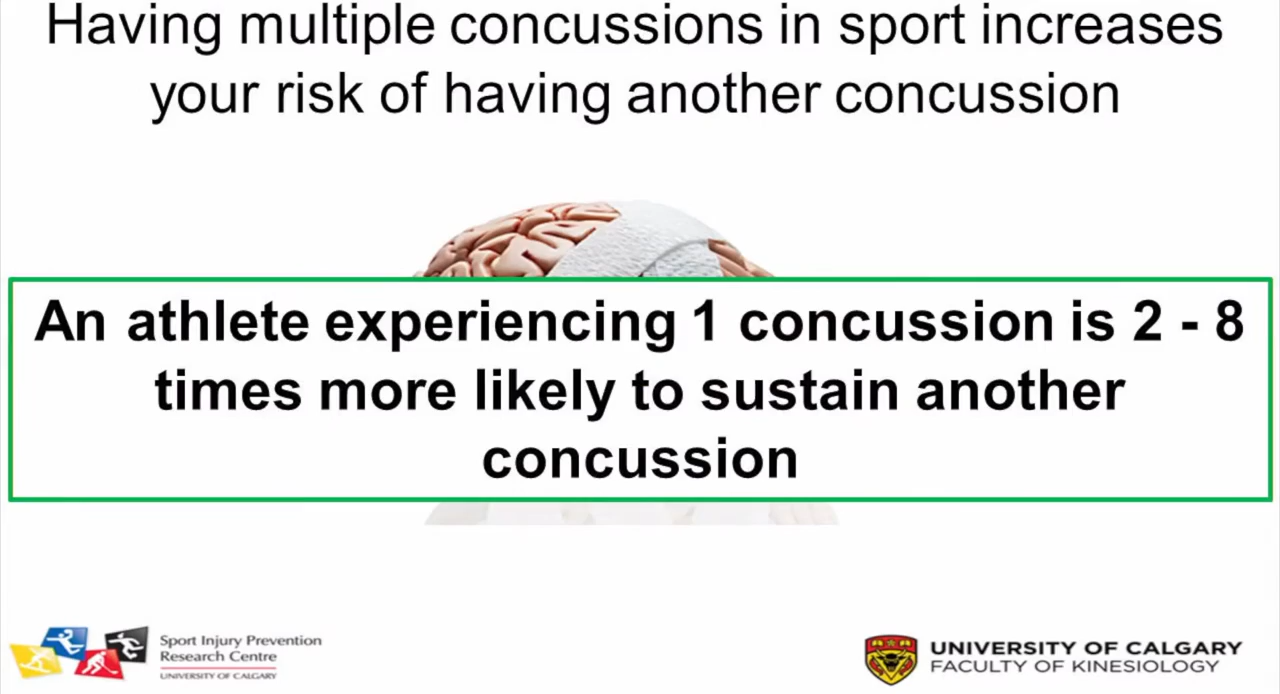 Having multiple concussions in sport increases
your risk of having another concussion
An athlete experiencing 1 concussion is 2 - 8
times more likely to sustain another
concussion
Sport Injury Prevention
Research Centre
UNIVERSITY OF CALGARY
UNIVERSITY OF CALGARY
FACULTY OF KINESIOLOGY